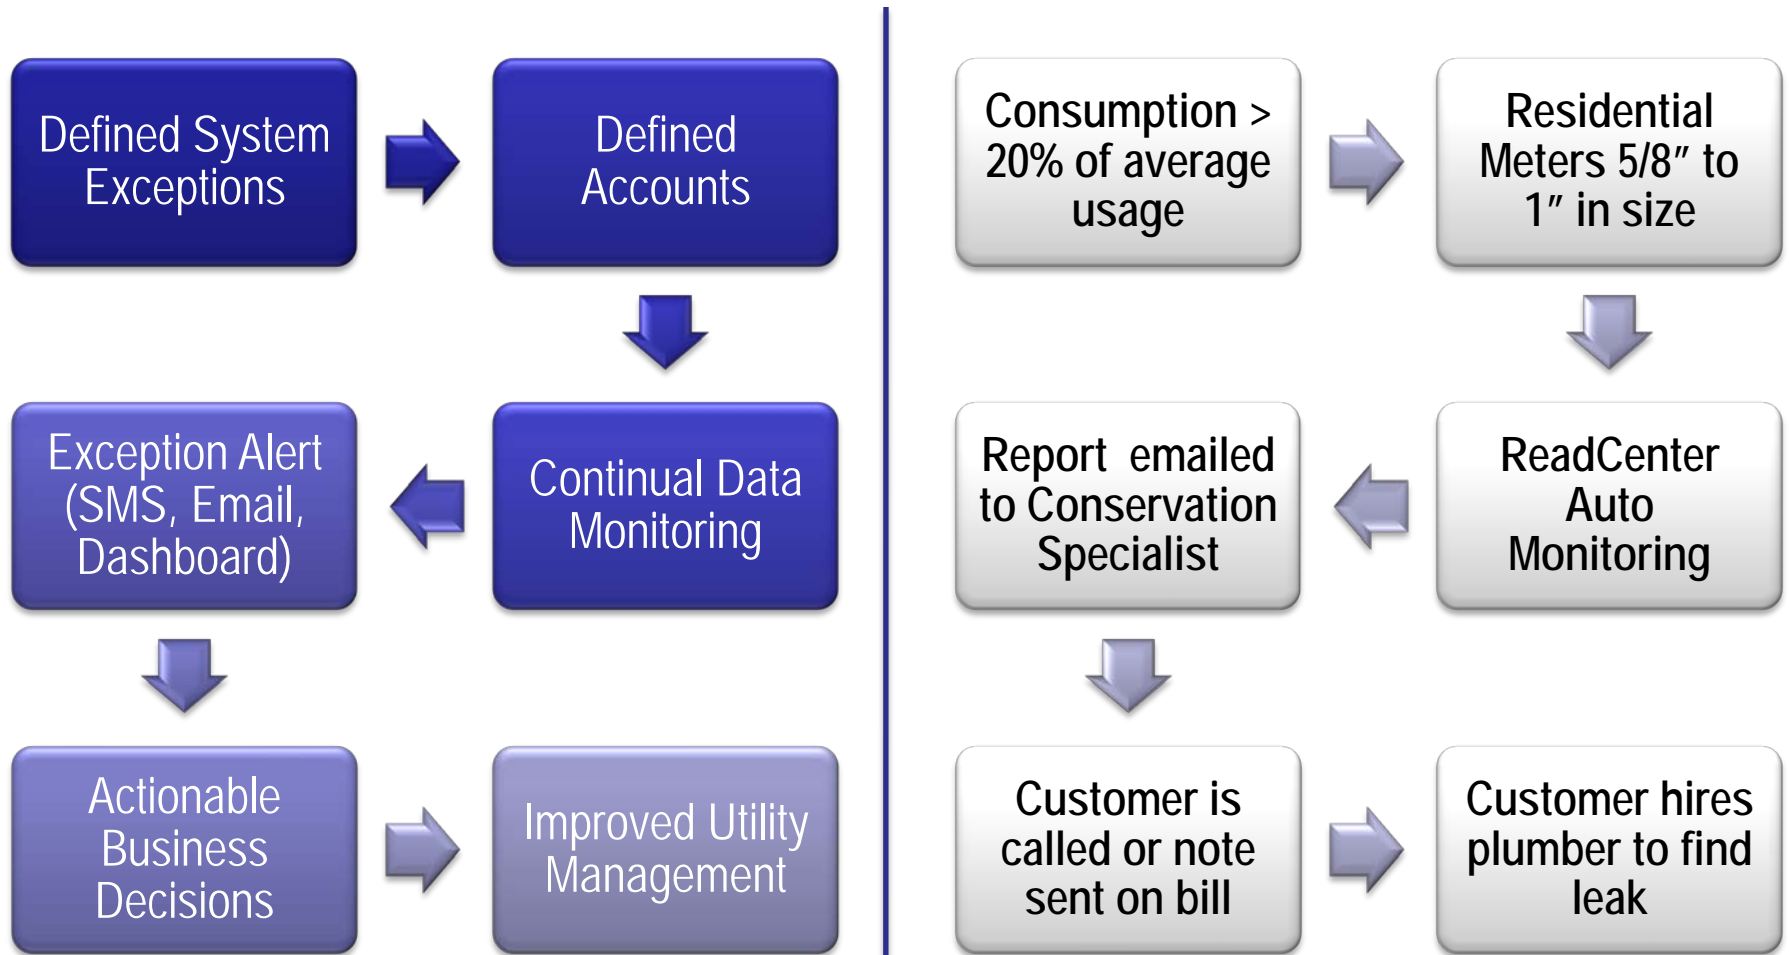 Defined System
Exceptions
Defined
Accounts
Continual Data
Monitoring
Exception Alert
(SMS, Email,
Dashboard)
Actionable
Business
Decisions
Improved Utility
Management
Consumption >
20% of average
usage
Residential
Meters 5/8” to
1” in size
ReadCenter
Auto
Monitoring
Report emailed
to Conservation
Specialist
Customer is
called or note
sent on bill
Customer hires
plumber to find
leak